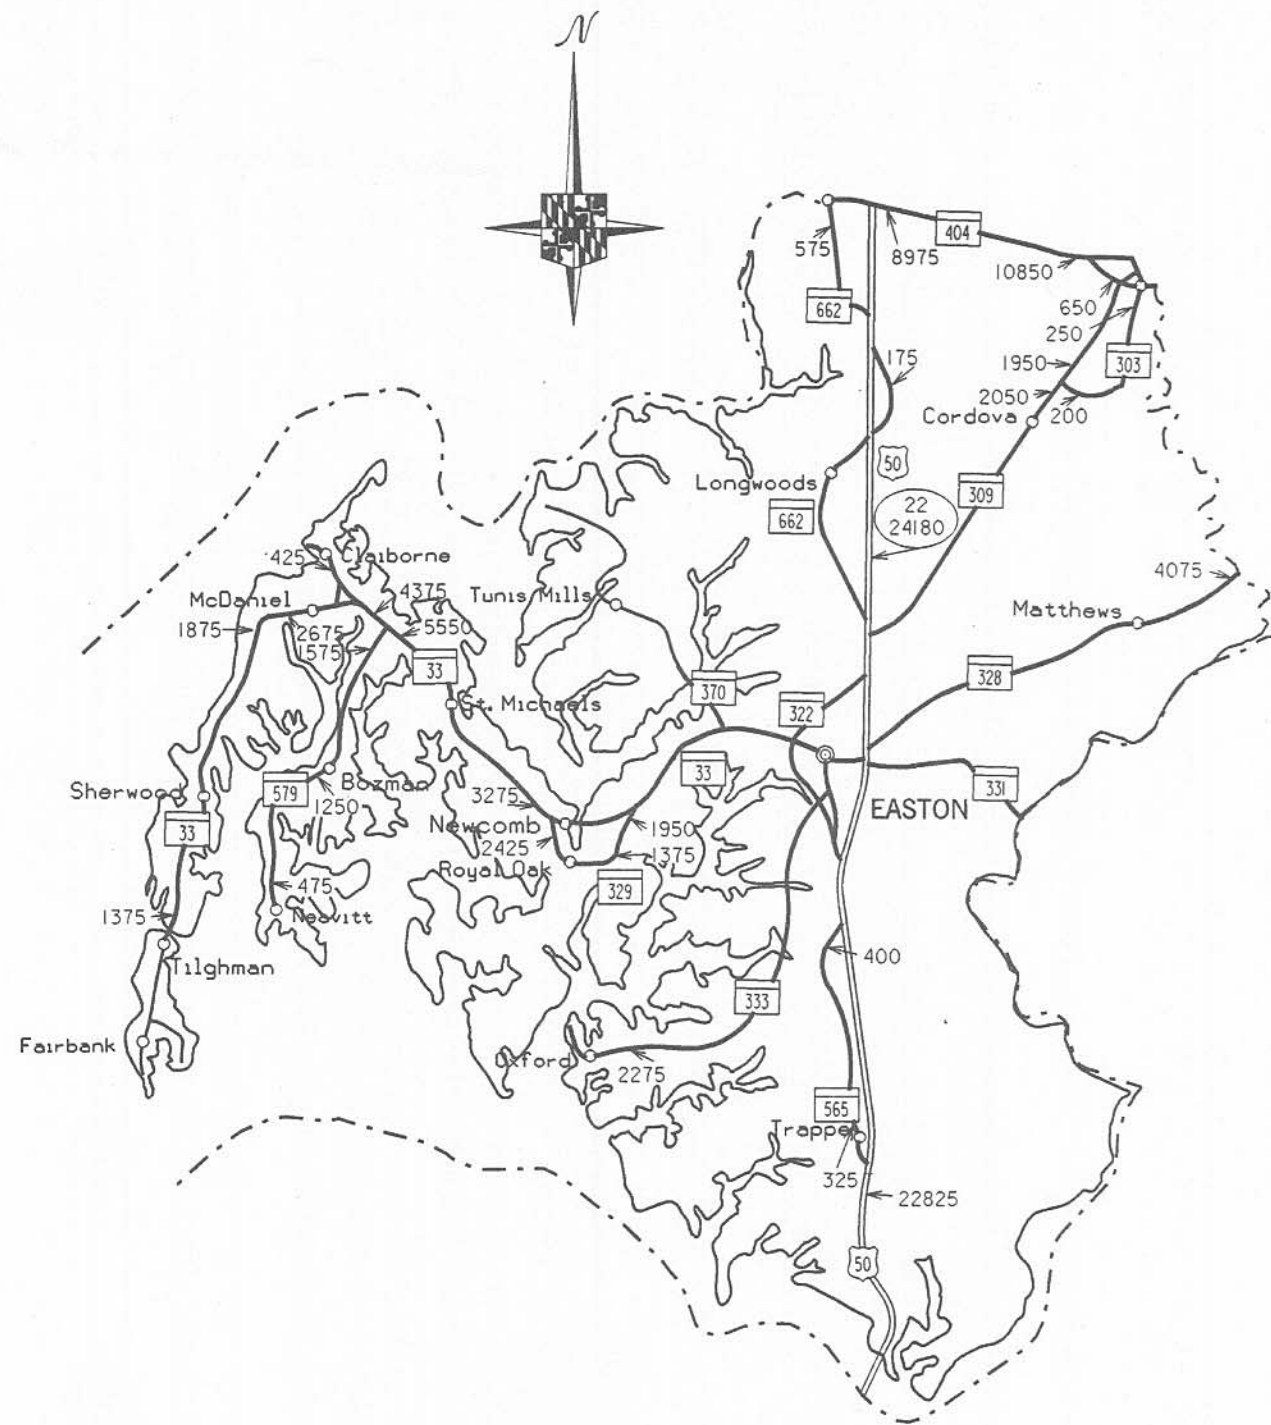 N
575
8975
404
10850
662
650
250
1950
303
175
2050
Cordova
200
Longwoods
50
662
22
24180
309
425
Claiborne
4375
McDaniel
Tunis Mills
4075
1875
2675
5550
Matthews
1575
33
328
370
St. Michaels
322
33
Sherwood
579
Bozman
331
1250
3275
EASTON
33
Newcomb
1950
2425
1375
Royal Oak
329
475
1375
Neavitt
400
Tilghman
333
Fairbank
Oxford
2275
565
Trappe
325
22825
50